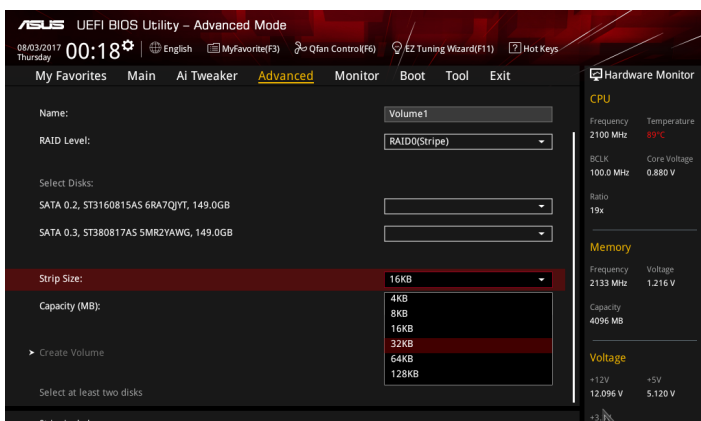 ASUS UEFI BIOS Utility – Advanced Mode
08/03/2017 Thursday 00:18 English MyFavorite(F3) Qfan Control(F6) EZ Tuning Wizard(F11) ? Hot Keys
My Favorites Main Ai Tweaker Advanced Monitor Boot Tool Exit
Name: Volume1
RAID Level: RAID0(Stripe)
Select Disks:
SATA 0.2, ST3160815AS 6RA7QJYT, 149.0GB
SATA 0.3, ST380817AS 5MR2YAWG, 149.0GB
Strip Size: 16KB
4KB
8KB
16KB
32KB
64KB
128KB
Capacity (MB):
Create Volume
Select at least two disks
Hardware Monitor
CPU
Frequency Temperature
2100 MHz 89°C
BCLK Core Voltage
100.0 MHz 0.880 V
Ratio
19x
Memory
Frequency Voltage
2133 MHz 1.216 V
Capacity
4096 MB
Voltage
+12V +5V
12.096 V 5.120 V